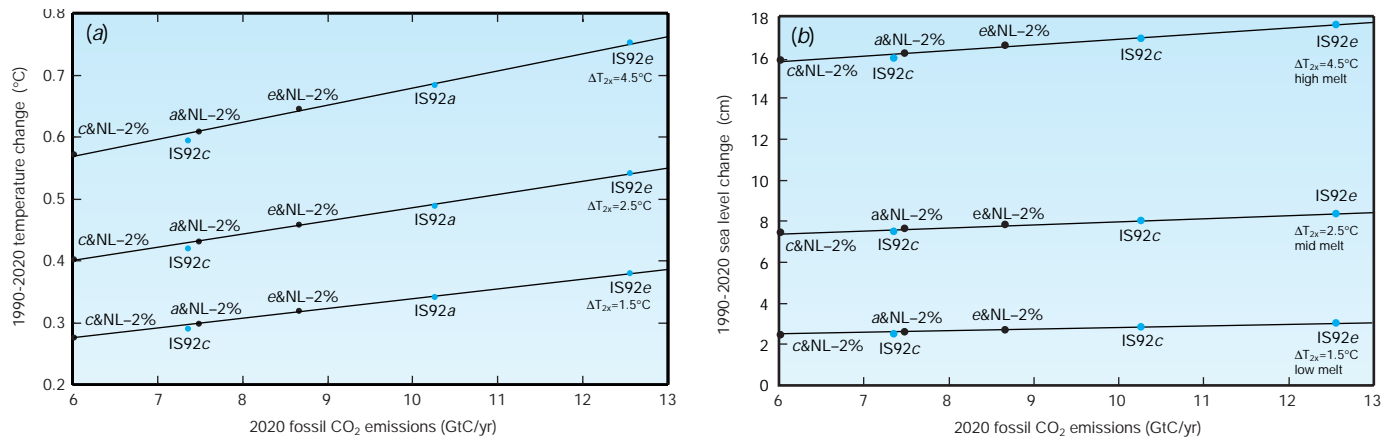 (a)
1990-2020 temperature change (°C)
0.8
0.7
0.6
0.5
0.4
0.3
0.2
c&NL–2%
IS92c
a&NL–2%
e&NL–2%
IS92a
IS92e
ΔT2x=4.5°C
c&NL–2%
IS92c
a&NL–2%
e&NL–2%
IS92a
IS92e
ΔT2x=2.5°C
c&NL–2%
IS92c
a&NL–2%
e&NL–2%
IS92a
IS92e
ΔT2x=1.5°C
6 7 8 9 10 11 12 13
2020 fossil CO2 emissions (GtC/yr)
(b)
1990-2020 sea level change (cm)
18
16
14
12
10
8
6
4
2
0
c&NL–2%
a&NL–2%
IS92c
e&NL–2%
IS92c
IS92e
ΔT2x=4.5°C
high melt
c&NL–2%
a&NL–2%
IS92c
e&NL–2%
IS92c
IS92e
ΔT2x=2.5°C
mid melt
c&NL–2%
a&NL–2%
IS92c
e&NL–2%
IS92c
IS92e
ΔT2x=1.5°C
low melt
6 7 8 9 10 11 12 13
2020 fossil CO2 emissions (GtC/yr)